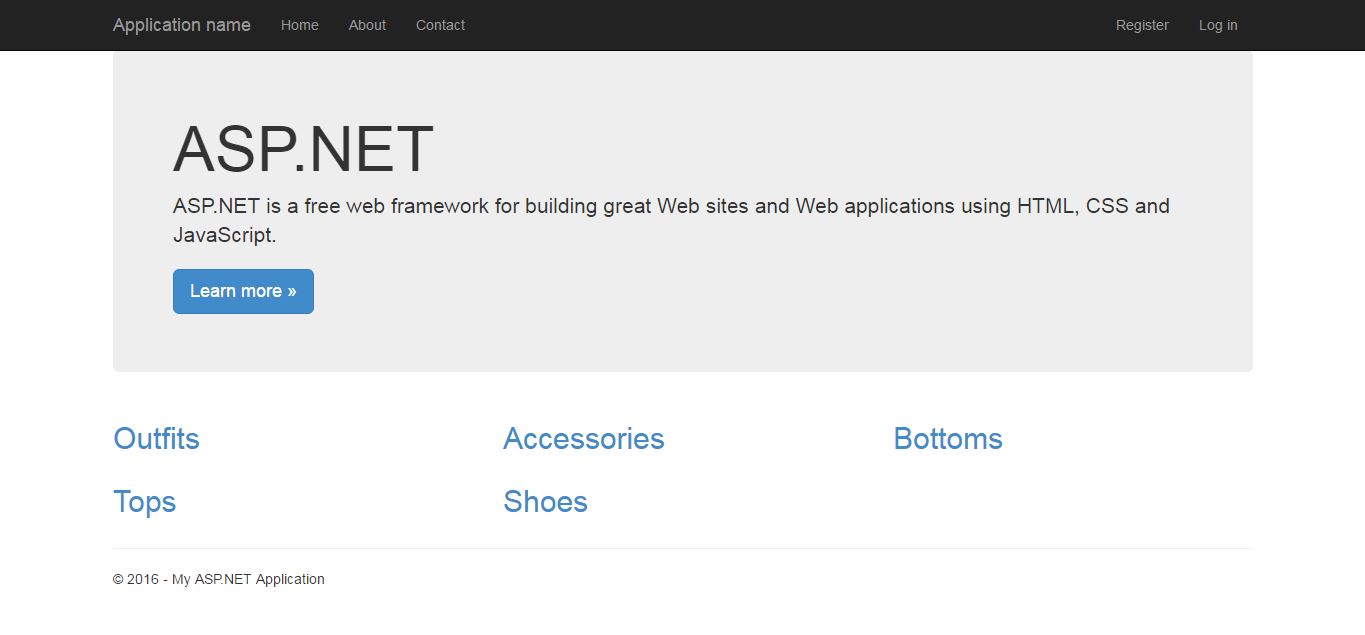 Application name Home About Contact Register Log in
ASP.NET
ASP.NET is a free web framework for building great Web sites and Web applications using HTML, CSS and
JavaScript.
Learn more »
Outfits Accessories Bottoms
Tops Shoes
© 2016 - My ASP.NET Application